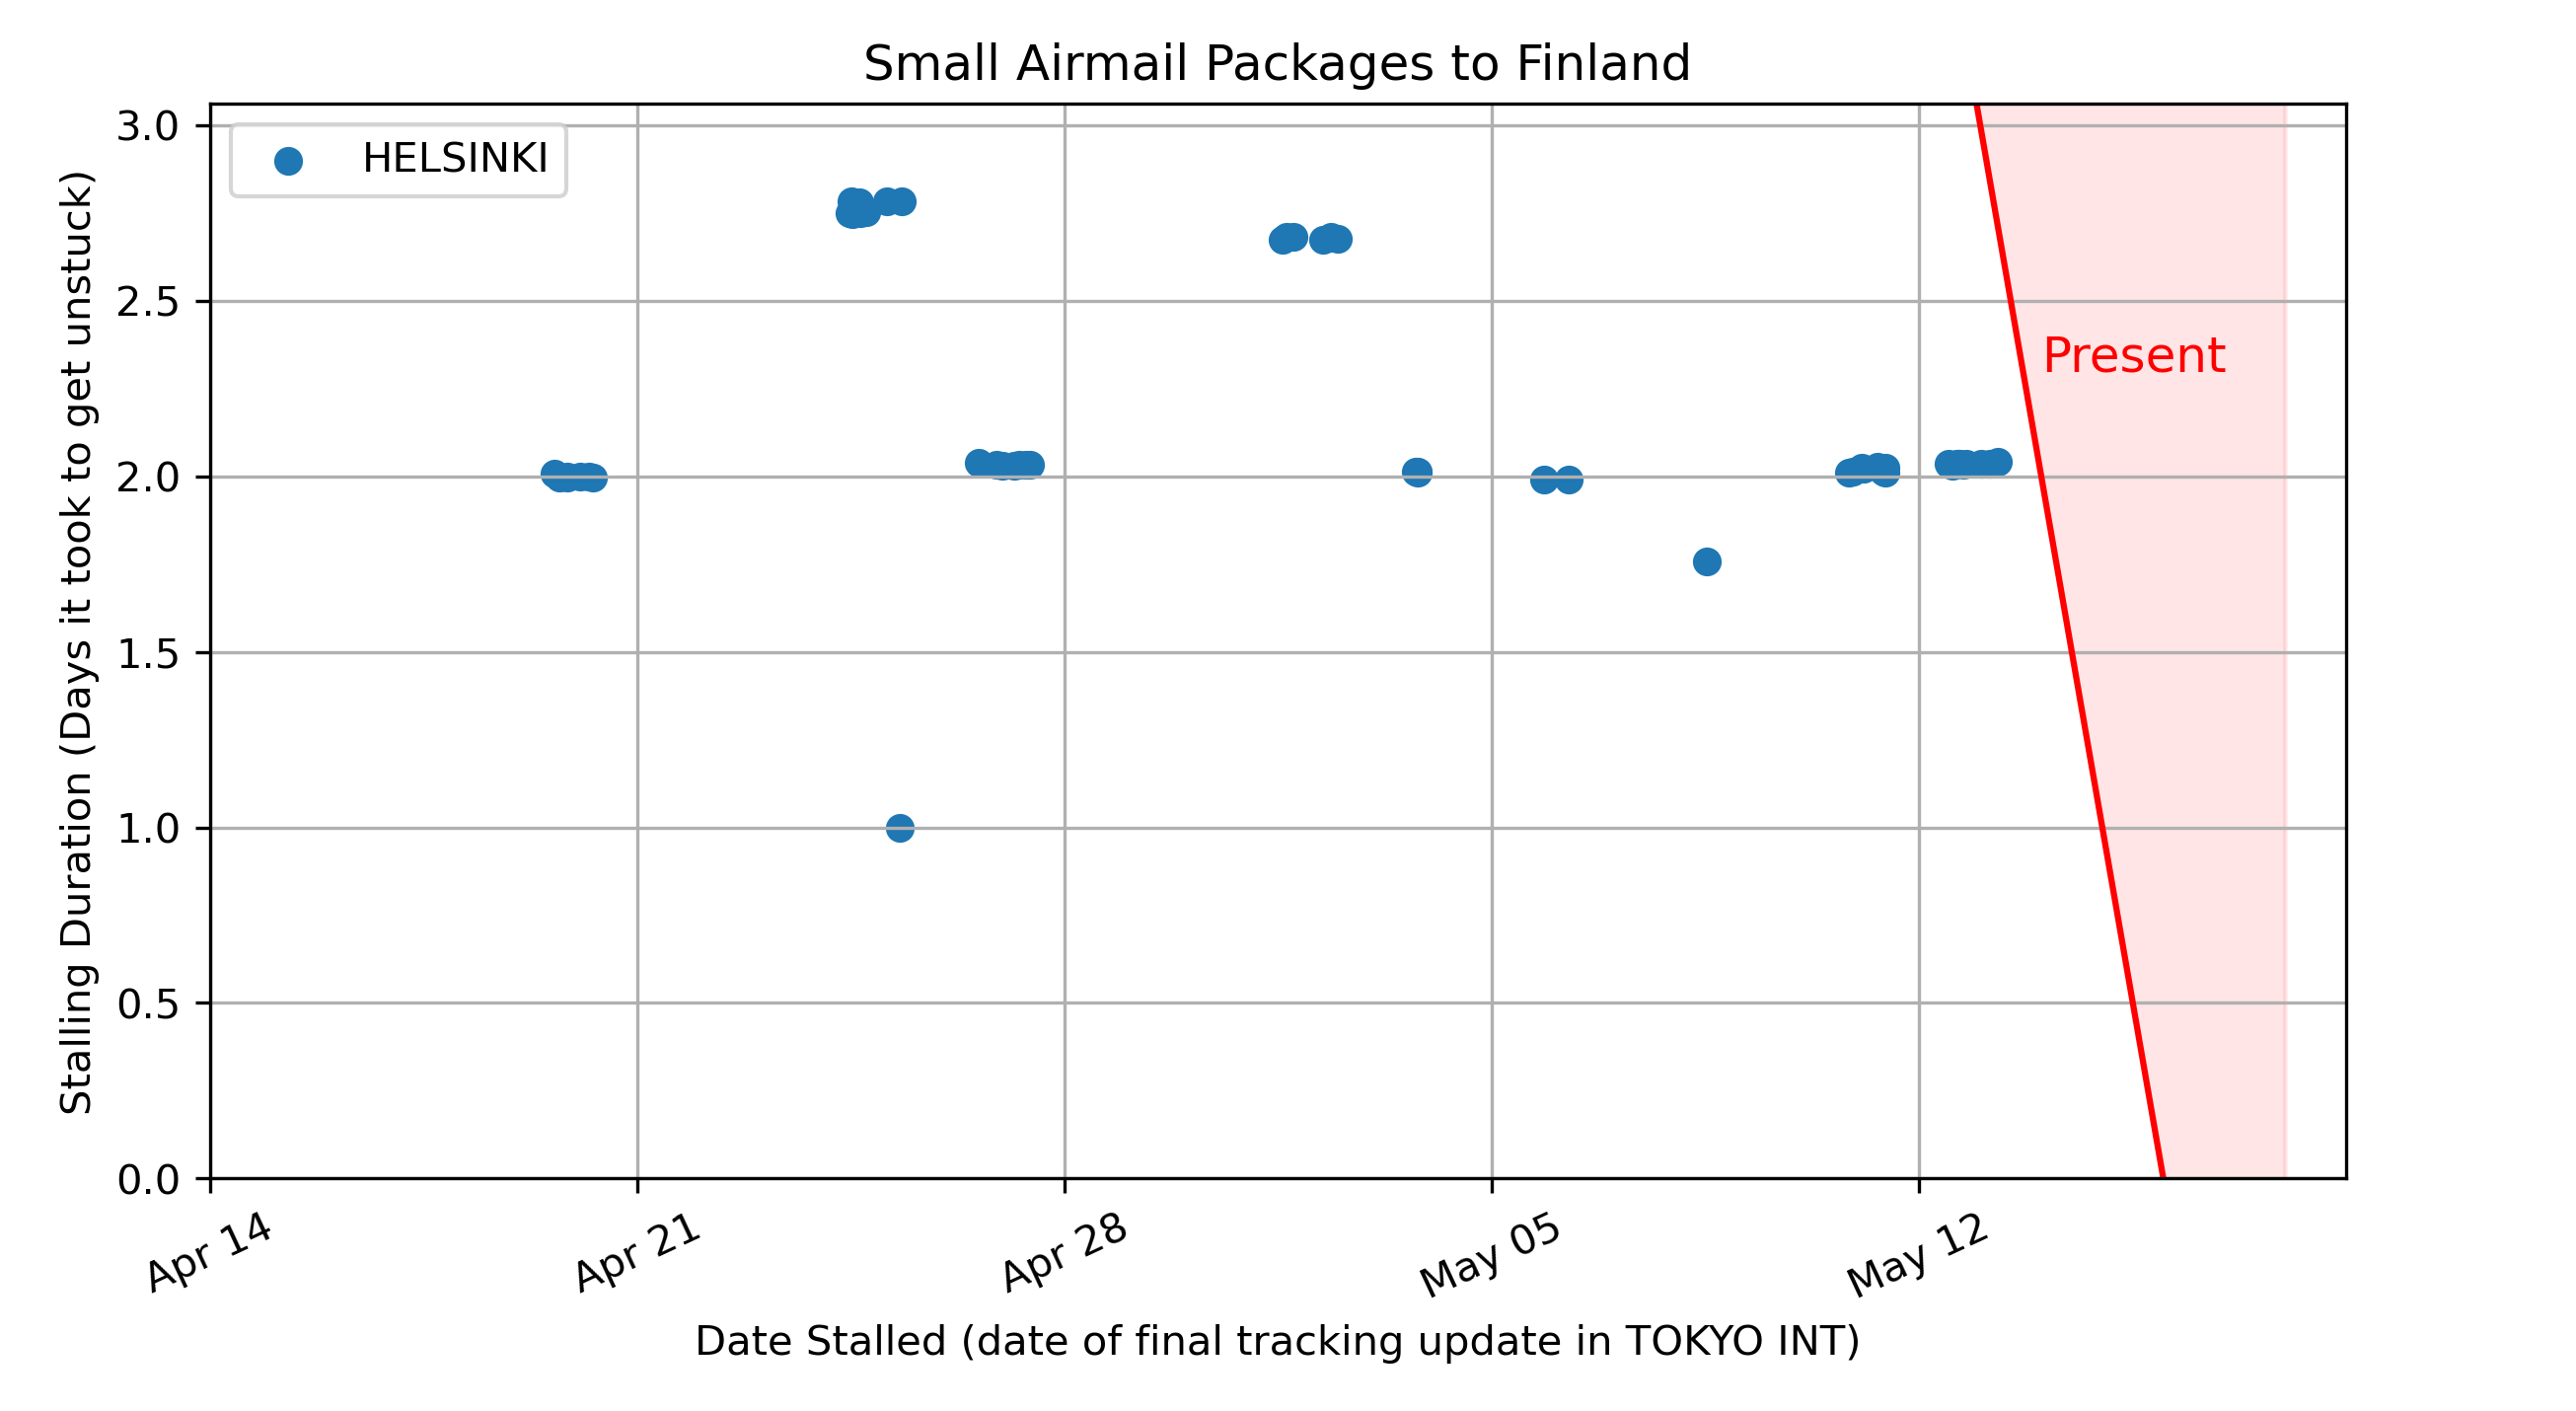 Small Airmail Packages to Finland
HELSINKI
Present
Stalling Duration (Days it took to get unstuck)
3.0
2.5
2.0
1.5
1.0
0.5
0.0
Apr 14
Apr 21
Apr 28
May 05
May 12
Date Stalled (date of final tracking update in TOKYO INT)